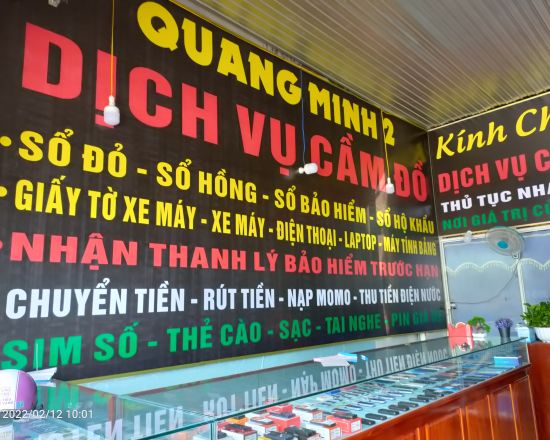 QUANG MINH 2
DỊCH VỤ CẦM ĐỒ
• SỔ ĐỎ - SỔ HỒNG - SỔ BẢO HIỂM - SỔ HỘ KHẨU
• GIẤY TỜ XE MÁY - XE MÁY - ĐIỆN THOẠI - LAPTOP - MÁY TÍNH BẢNG
• NHẬN THANH LÝ BẢO HIỂM TRƯỚC HẠN
CHUYỂN TIỀN - RÚT TIỀN - NẠP MOMO - THU TIỀN ĐIỆN NƯỚC
SIM SỐ - THẺ CÀO - SẠC - TAI NGHE - PIN GIÁ
Kính Ch
DỊCH VỤ C
THỦ TỤC NHA
NƠI GIÁ TRỊ CU
2022/02/12 10:01